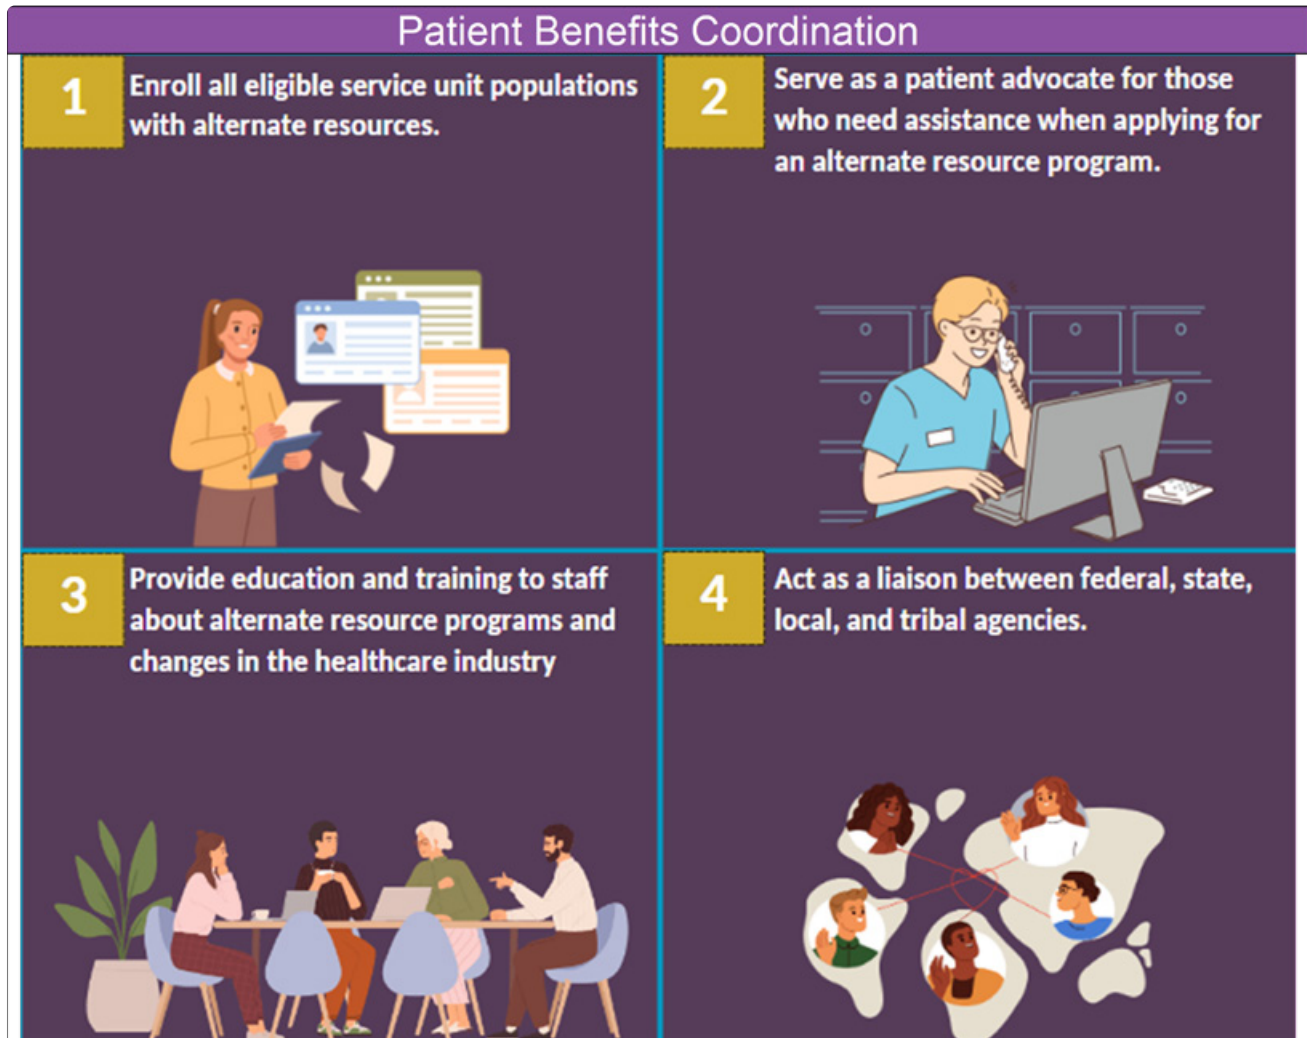 Patient Benefits Coordination
1
Enroll all eligible service unit populations
with alternate resources.
2
Serve as a patient advocate for those
who need assistance when applying for
an alternate resource program.
3
Provide education and training to staff
about alternate resource programs and
changes in the healthcare industry
4
Act as a liaison between federal, state,
local, and tribal agencies.